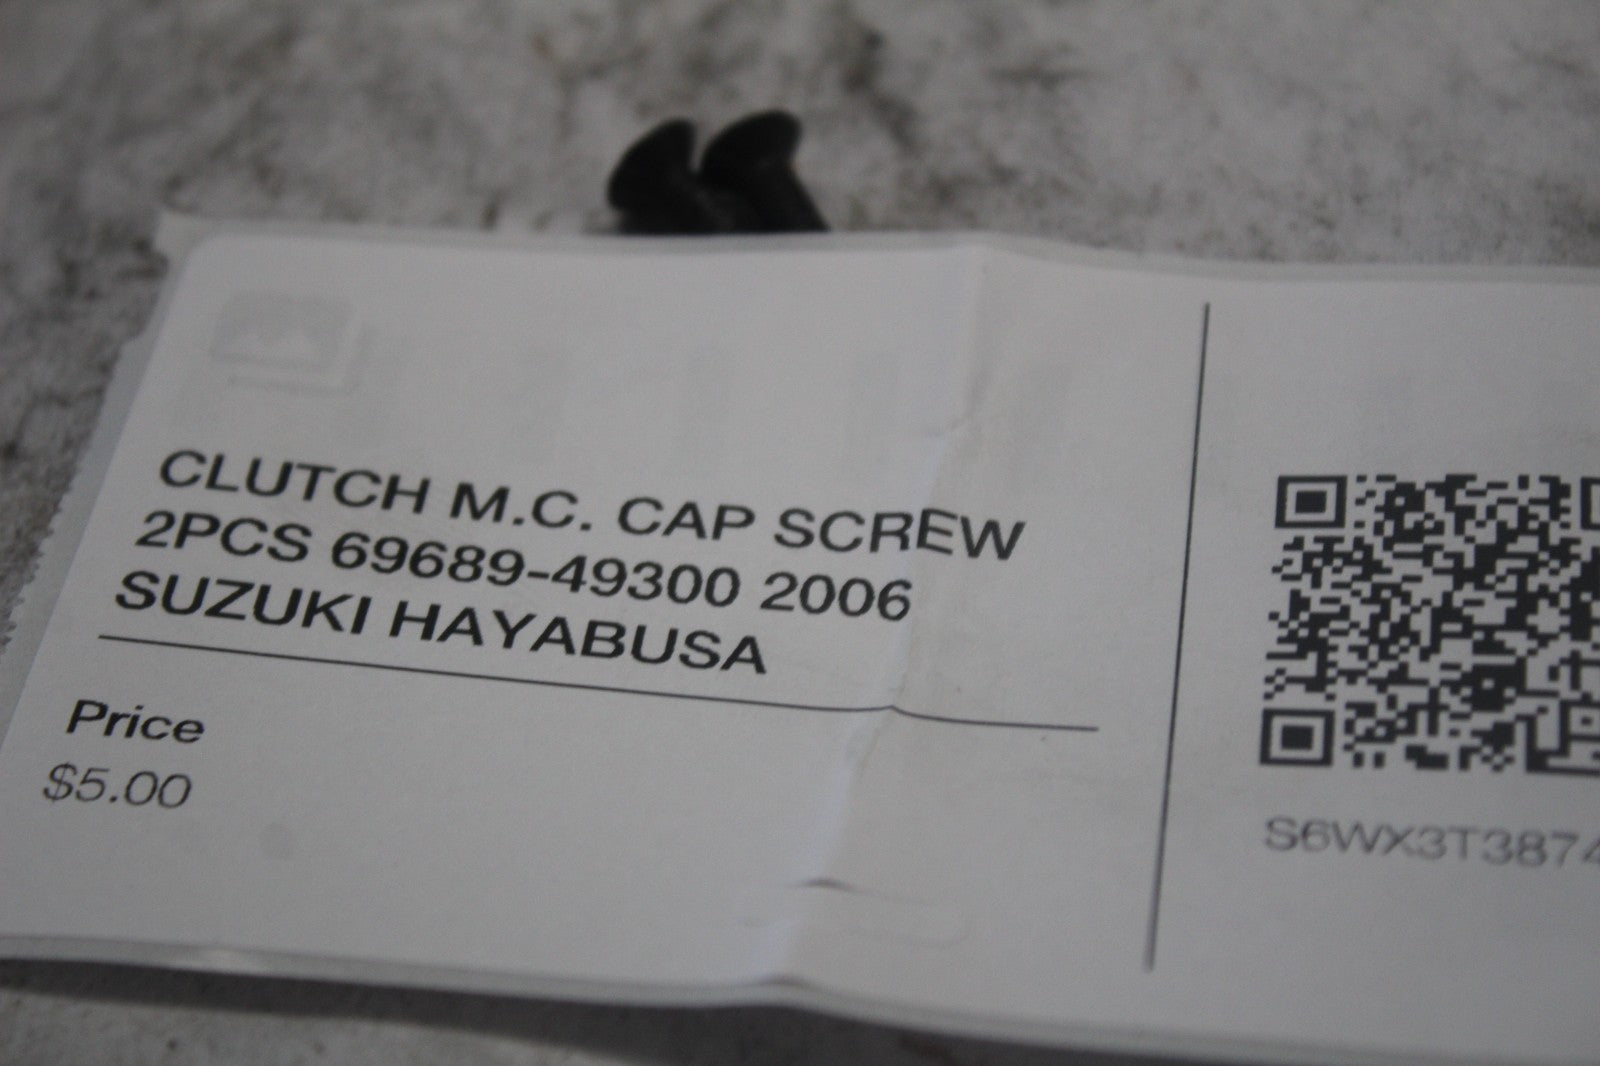 CLUTCH M.C. CAP SCREW
2PCS 69689-49300 2006
SUZUKI HAYABUSA
Price
$5.00
S6WX3T3874